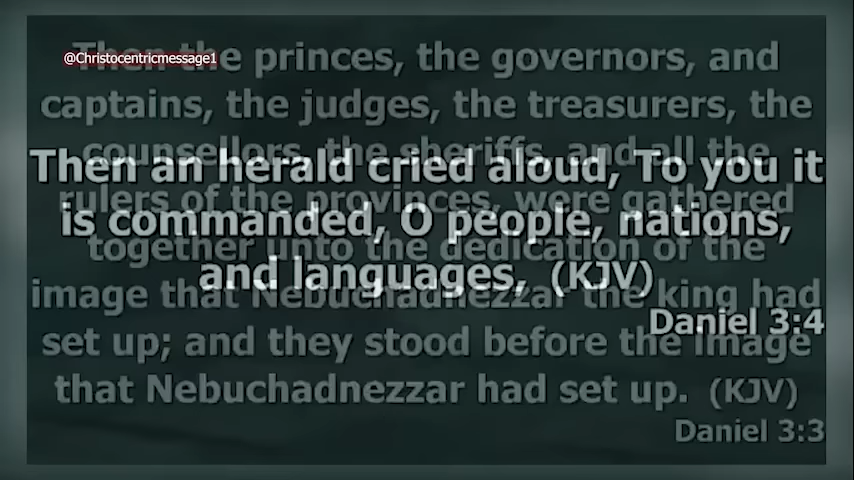 @Christocentricmessage1
Then the princes, the governors, and
captains, the judges, the treasurers, the
counsellors, the sheriffs, and all the
rulers of the provinces, were gathered
together unto the dedication of the
image that Nebuchadnezzar the king had
set up; and they stood before the image
that Nebuchadnezzar had set up. (KJV)
Daniel 3:3
Then an herald cried aloud, To you it
is commanded, O people, nations,
and languages, (KJV)
Daniel 3:4